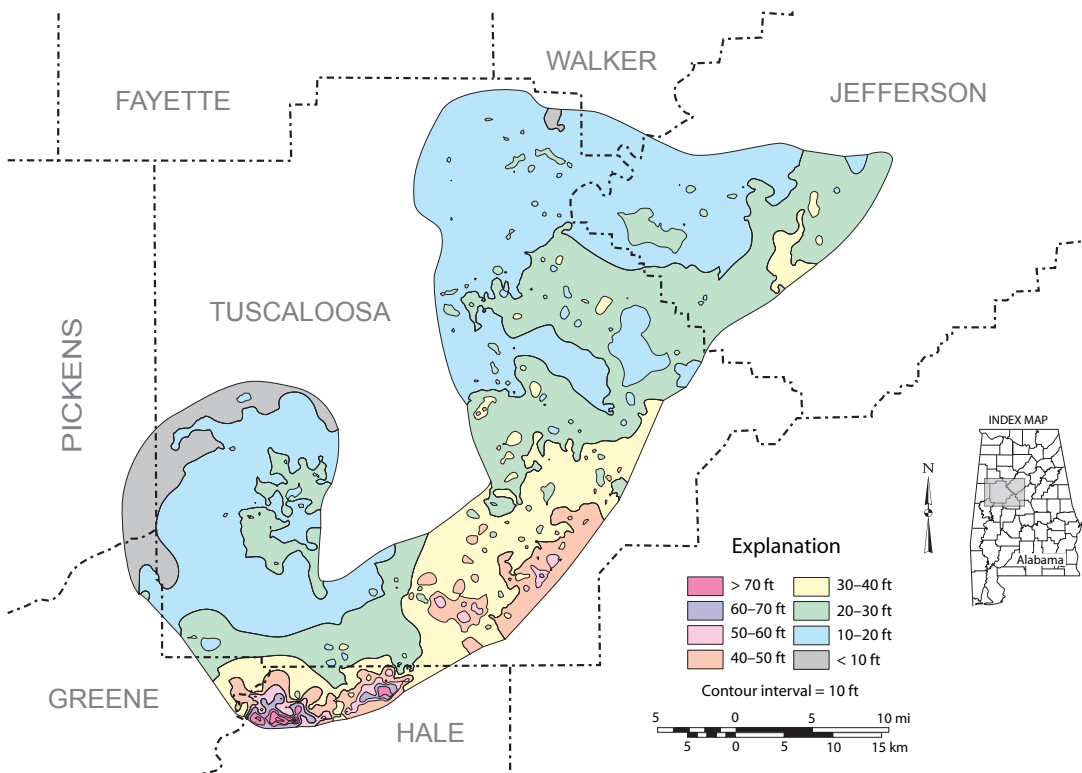 WALKER
FAYETTE
JEFFERSON
TUSCALOOSA
PICKENS
INDEX MAP
N
Alabama
Explanation
> 70 ft
30–40 ft
60–70 ft
20–30 ft
50–60 ft
10–20 ft
40–50 ft
< 10 ft
Contour interval = 10 ft
GREENE
HALE
5 0 5 10 mi
5 0 5 10 15 km